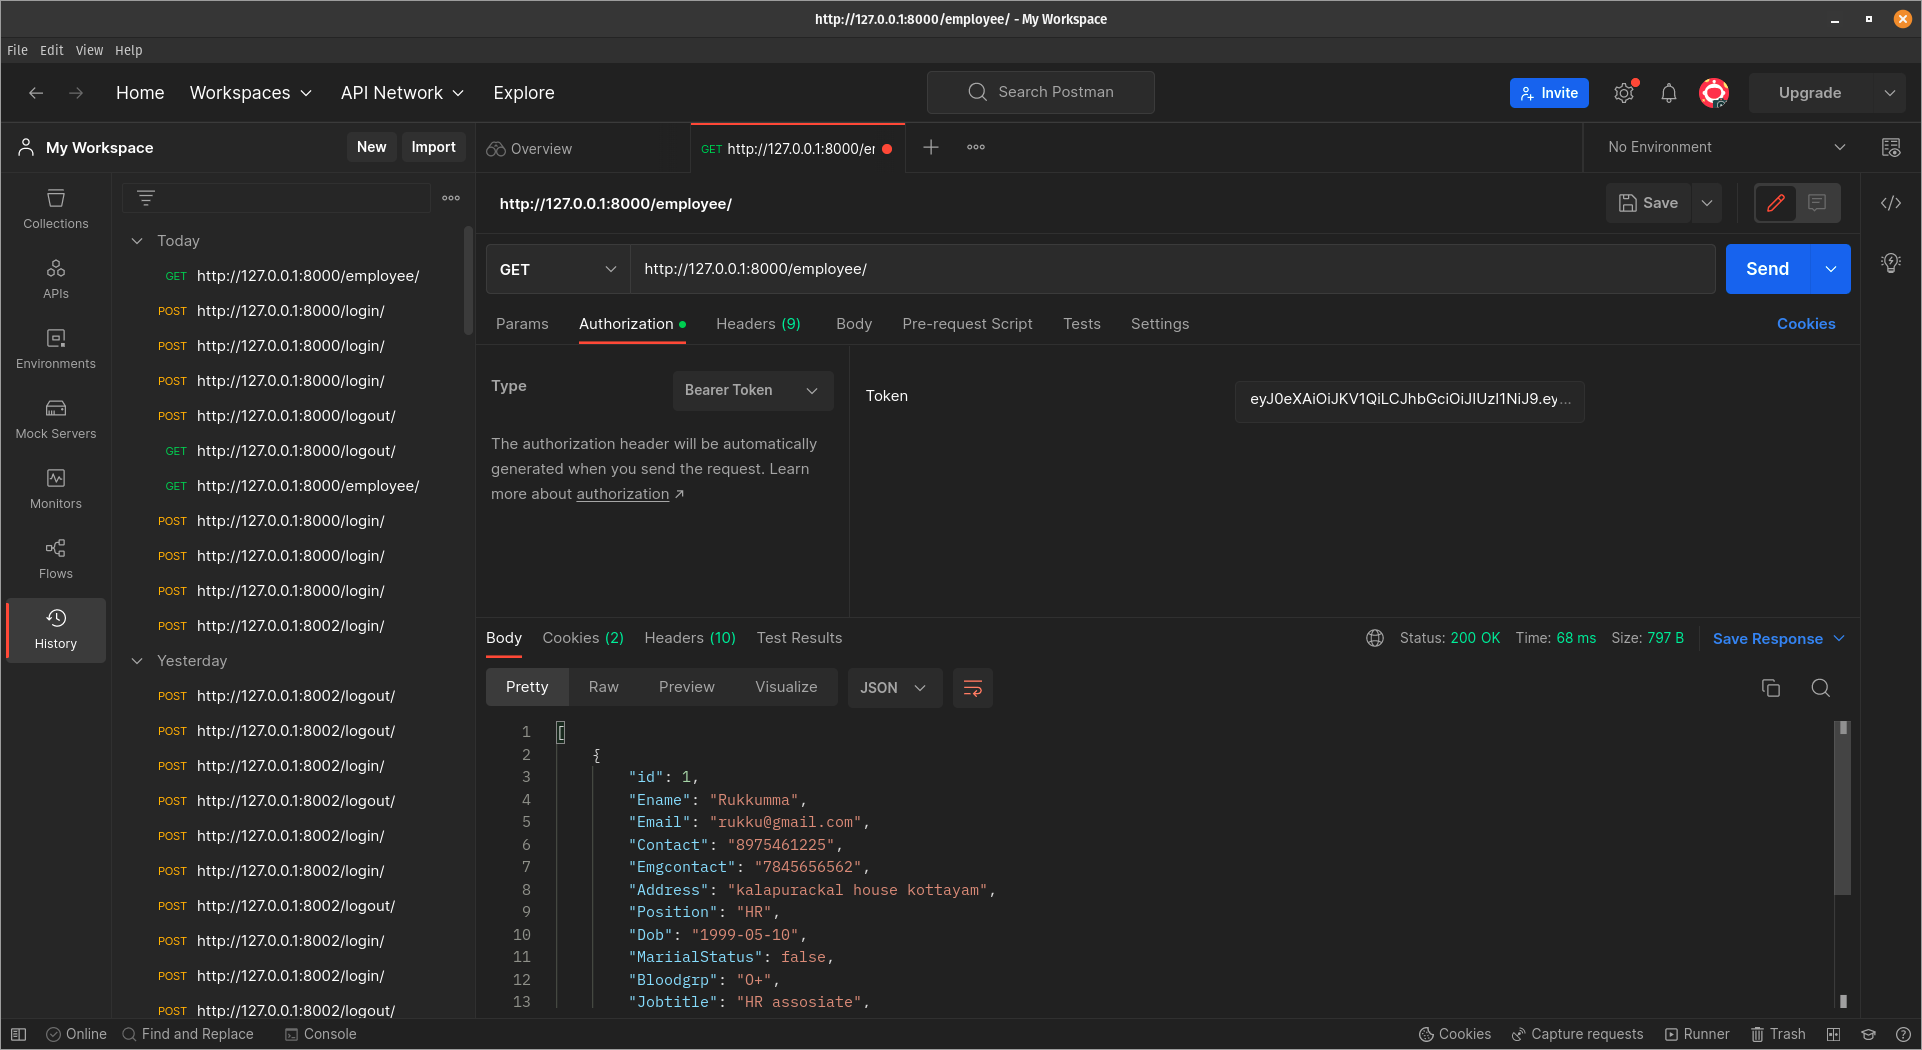 http://127.0.0.1:8000/employee/ - My Workspace
File Edit View Help
Home Workspaces API Network Explore
Search Postman
Invite
Upgrade
My Workspace New Import
Overview
GET http://127.0.0.1:8000/er
No Environment
Collections
APIs
Environments
Mock Servers
Monitors
Flows
History
Today
GET http://127.0.0.1:8000/employee/
POST http://127.0.0.1:8000/login/
POST http://127.0.0.1:8000/login/
POST http://127.0.0.1:8000/login/
POST http://127.0.0.1:8000/logout/
GET http://127.0.0.1:8000/logout/
GET http://127.0.0.1:8000/employee/
POST http://127.0.0.1:8000/login/
POST http://127.0.0.1:8000/login/
POST http://127.0.0.1:8000/login/
POST http://127.0.0.1:8002/login/
Yesterday
POST http://127.0.0.1:8002/logout/
POST http://127.0.0.1:8002/logout/
POST http://127.0.0.1:8002/login/
POST http://127.0.0.1:8002/logout/
POST http://127.0.0.1:8002/login/
POST http://127.0.0.1:8002/login/
POST http://127.0.0.1:8002/logout/
POST http://127.0.0.1:8002/login/
POST http://127.0.0.1:8002/login/
POST http://127.0.0.1:8002/logout/
http://127.0.0.1:8000/employee/
Save
GET http://127.0.0.1:8000/employee/
Send
Params Authorization Headers (9) Body Pre-request Script Tests Settings Cookies
Type Bearer Token
The authorization header will be automatically
generated when you send the request. Learn
more about authorization ↗
Token eyJ0eXAiOiJKV1QiLCJhbGciOiJIUzI1NiJ9.ey...
Body Cookies (2) Headers (10) Test Results
Status: 200 OK Time: 68 ms Size: 797 B Save Response
Pretty Raw Preview Visualize JSON
1 [
2 {
3 "id": 1,
4 "Ename": "Rukkumma",
5 "Email": "rukku@gmail.com",
6 "Contact": "8975461225",
7 "Emgcontact": "7845656562",
8 "Address": "kalapurackal house kottayam",
9 "Position": "HR",
10 "Dob": "1999-05-10",
11 "MariialStatus": false,
12 "Bloodgrp": "O+",
13 "Jobtitle": "HR assosiate",
Online Find and Replace Console
Cookies Capture requests Runner Trash